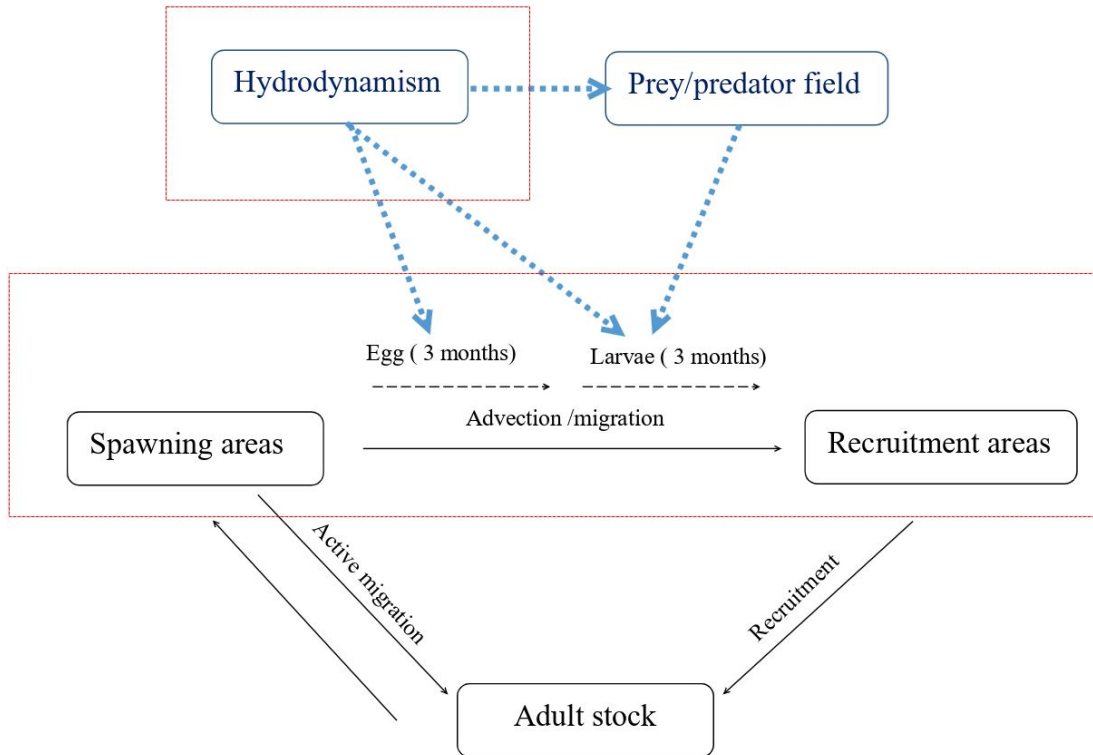 Hydrodynamism
Prey/predator field
Egg ( 3 months)
Larvae ( 3 months)
Advection /migration
Spawning areas
Recruitment areas
Active migration
Recruitment
Adult stock